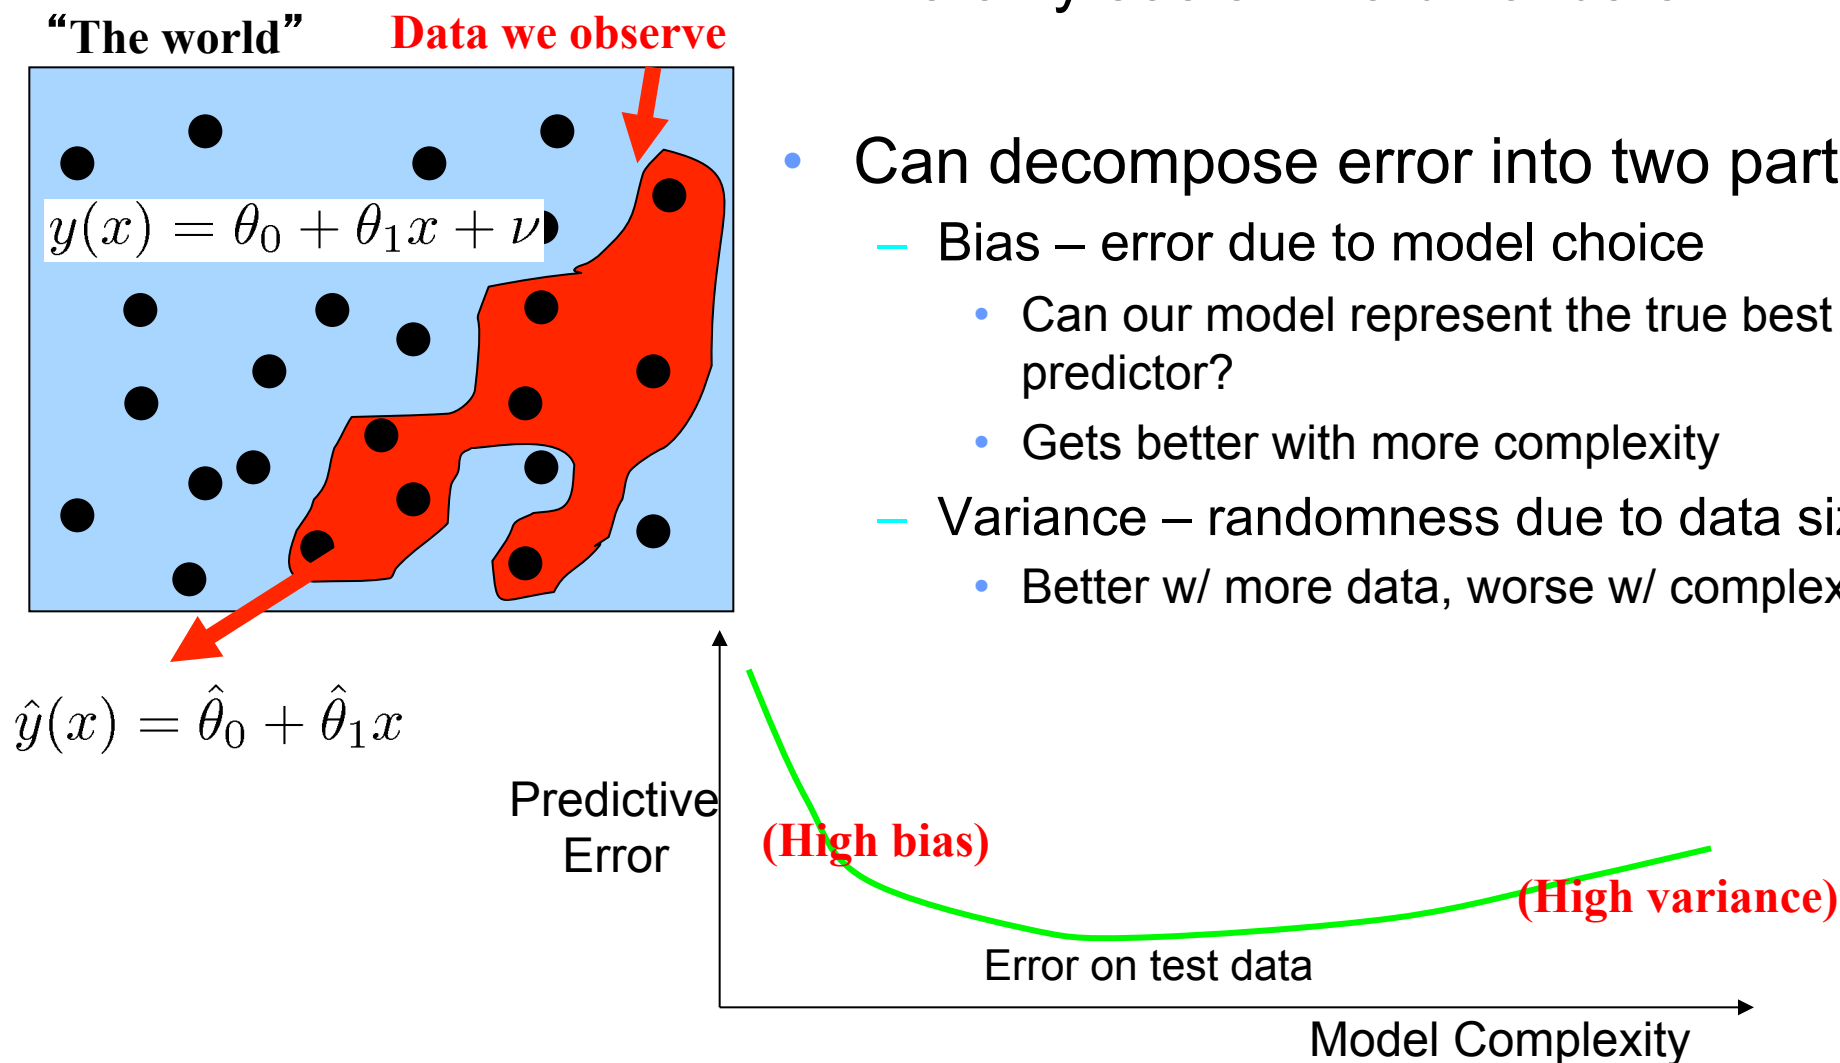 “The world”
Data we observe
y(x) = θ₀ + θ₁x + ν
ŷ(x) = θ̂₀ + θ̂₁x
• Can decompose error into two part
– Bias – error due to model choice
• Can our model represent the true best
predictor?
• Gets better with more complexity
– Variance – randomness due to data siz
• Better w/ more data, worse w/ complex
Predictive
Error
(High bias)
(High variance)
Error on test data
Model Complexity